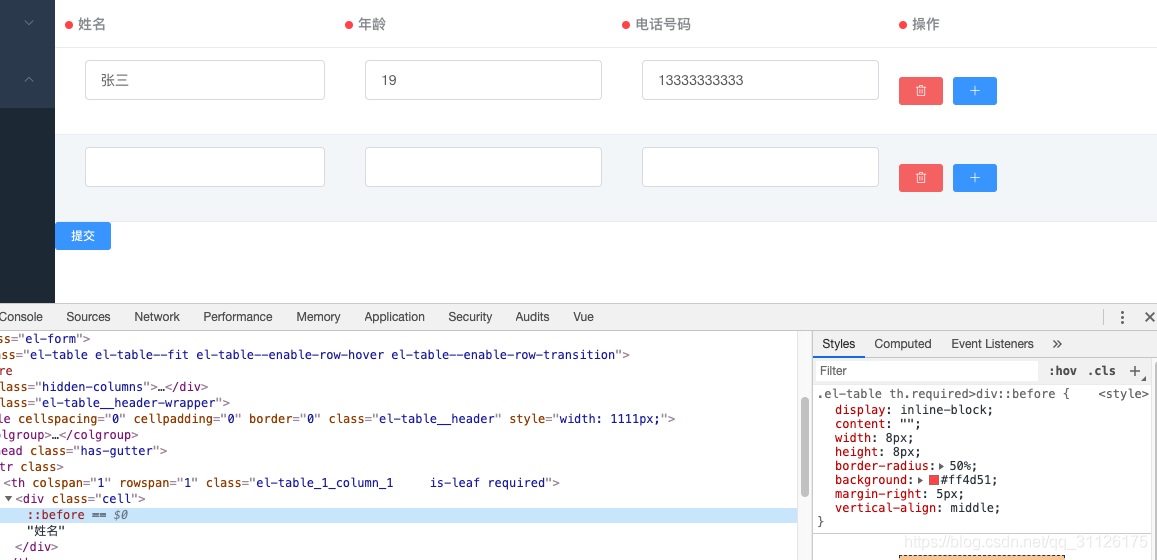 姓名 年龄 电话号码 操作
张三 19 13333333333
提交
Console Sources Network Performance Memory Application Security Audits Vue
ss="el-form">
lass="el-table el-table--fit el-table--enable-row-hover el-table--enable-row-transition">
re
lass="hidden-columns">…</div>
lass="el-table__header-wrapper">
le cellspacing="0" cellpadding="0" border="0" class="el-table__header" style="width: 1111px;">
olgroup>…</colgroup>
ead class="has-gutter">
tr class>
<th colspan="1" rowspan="1" class="el-table_1_column_1     is-leaf required">
<div class="cell">
::before == $0
"姓名"
</div>
Styles Computed Event Listeners »
Filter :hov .cls +
.el-table th.required>div::before { <style>
display: inline-block;
content: "";
width: 8px;
height: 8px;
border-radius: 50%;
background: #ff4d51;
margin-right: 5px;
vertical-align: middle;
}
https://blog.csdn.net/qq_31126175